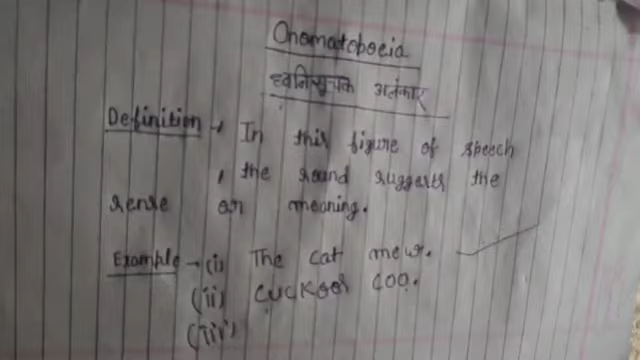 Onomatopoeia
ध्वनिसूचक अलंकार
Definition → In this figure of speech
, the sound suggests the
sense or meaning.
Example → (i) The cat mew.
(ii) Cuckoos coo.
(iii)